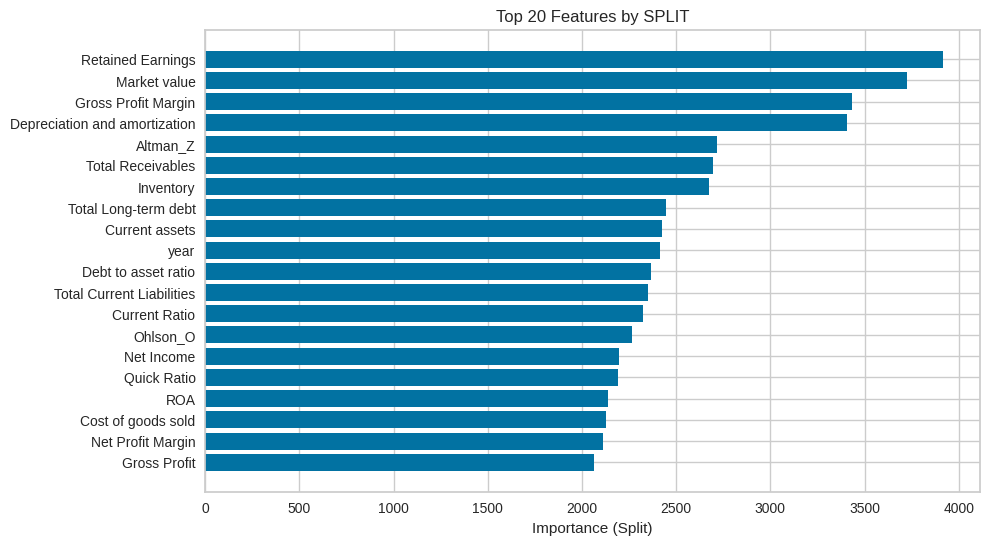 Top 20 Features by SPLIT
Retained Earnings
Market value
Gross Profit Margin
Depreciation and amortization
Altman_Z
Total Receivables
Inventory
Total Long-term debt
Current assets
year
Debt to asset ratio
Total Current Liabilities
Current Ratio
Ohlson_O
Net Income
Quick Ratio
ROA
Cost of goods sold
Net Profit Margin
Gross Profit
0 500 1000 1500 2000 2500 3000 3500 4000
Importance (Split)